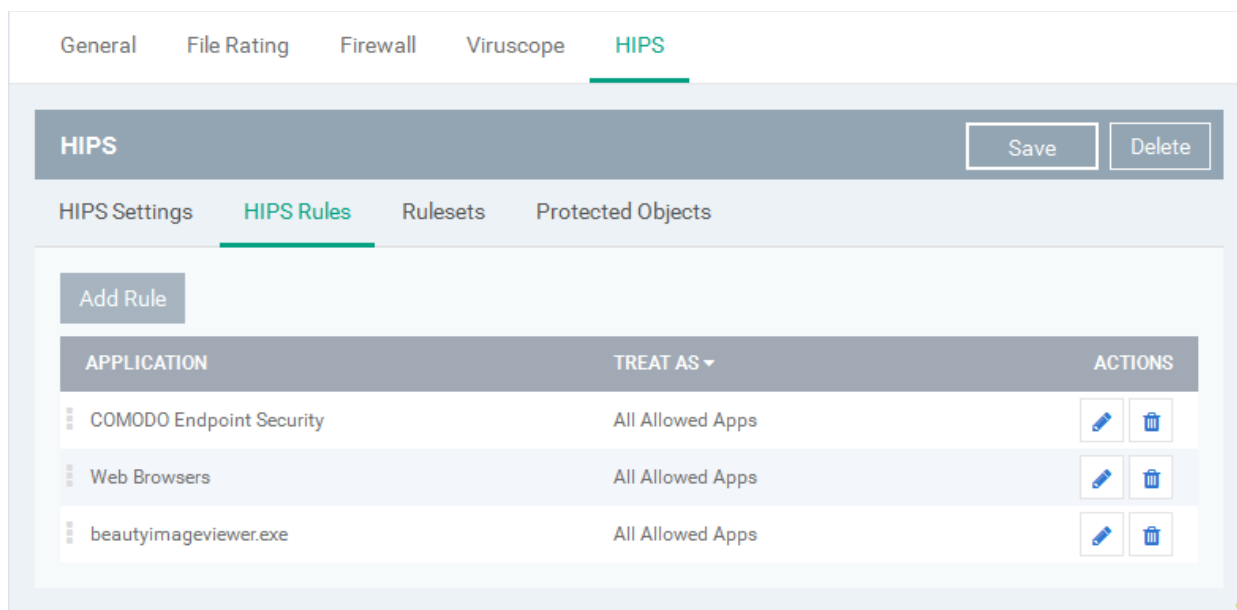 General File Rating Firewall Viruscope HIPS
HIPS Save Delete
HIPS Settings HIPS Rules Rulesets Protected Objects
Add Rule
APPLICATION TREAT AS ACTIONS
COMODO Endpoint Security All Allowed Apps
Web Browsers All Allowed Apps
beautyimageviewer.exe All Allowed Apps